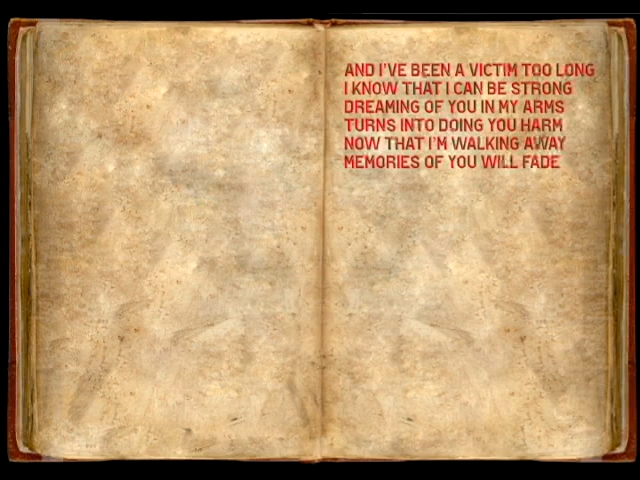 AND I'VE BEEN A VICTIM TOO LONG
I KNOW THAT I CAN BE STRONG
DREAMING OF YOU IN MY ARMS
TURNS INTO DOING YOU HARM
NOW THAT I'M WALKING AWAY
MEMORIES OF YOU WILL FADE